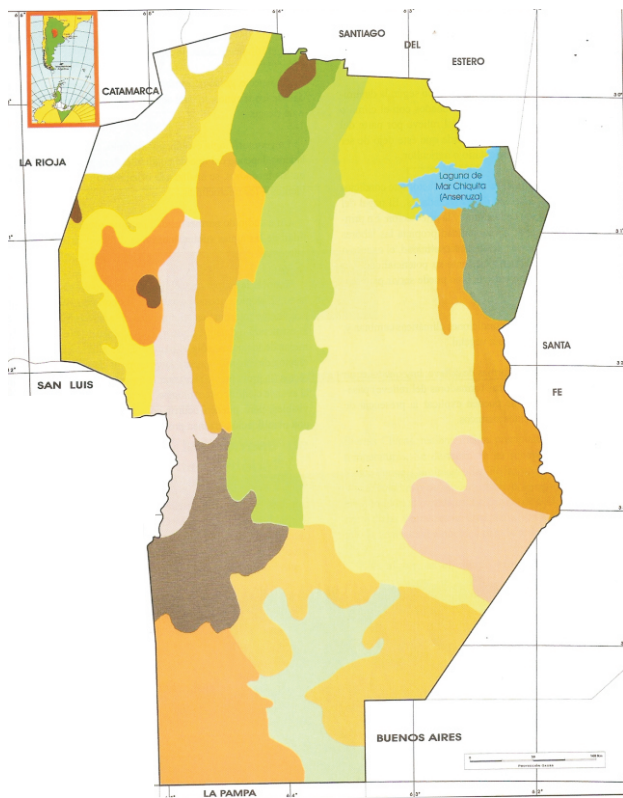 SANTIAGO
DEL
ESTERO
CATAMARCA
LA RIOJA
Laguna de
Mar Chiquita
(Ansenuza)
SANTA
FE
SAN LUIS
BUENOS AIRES
LA PAMPA